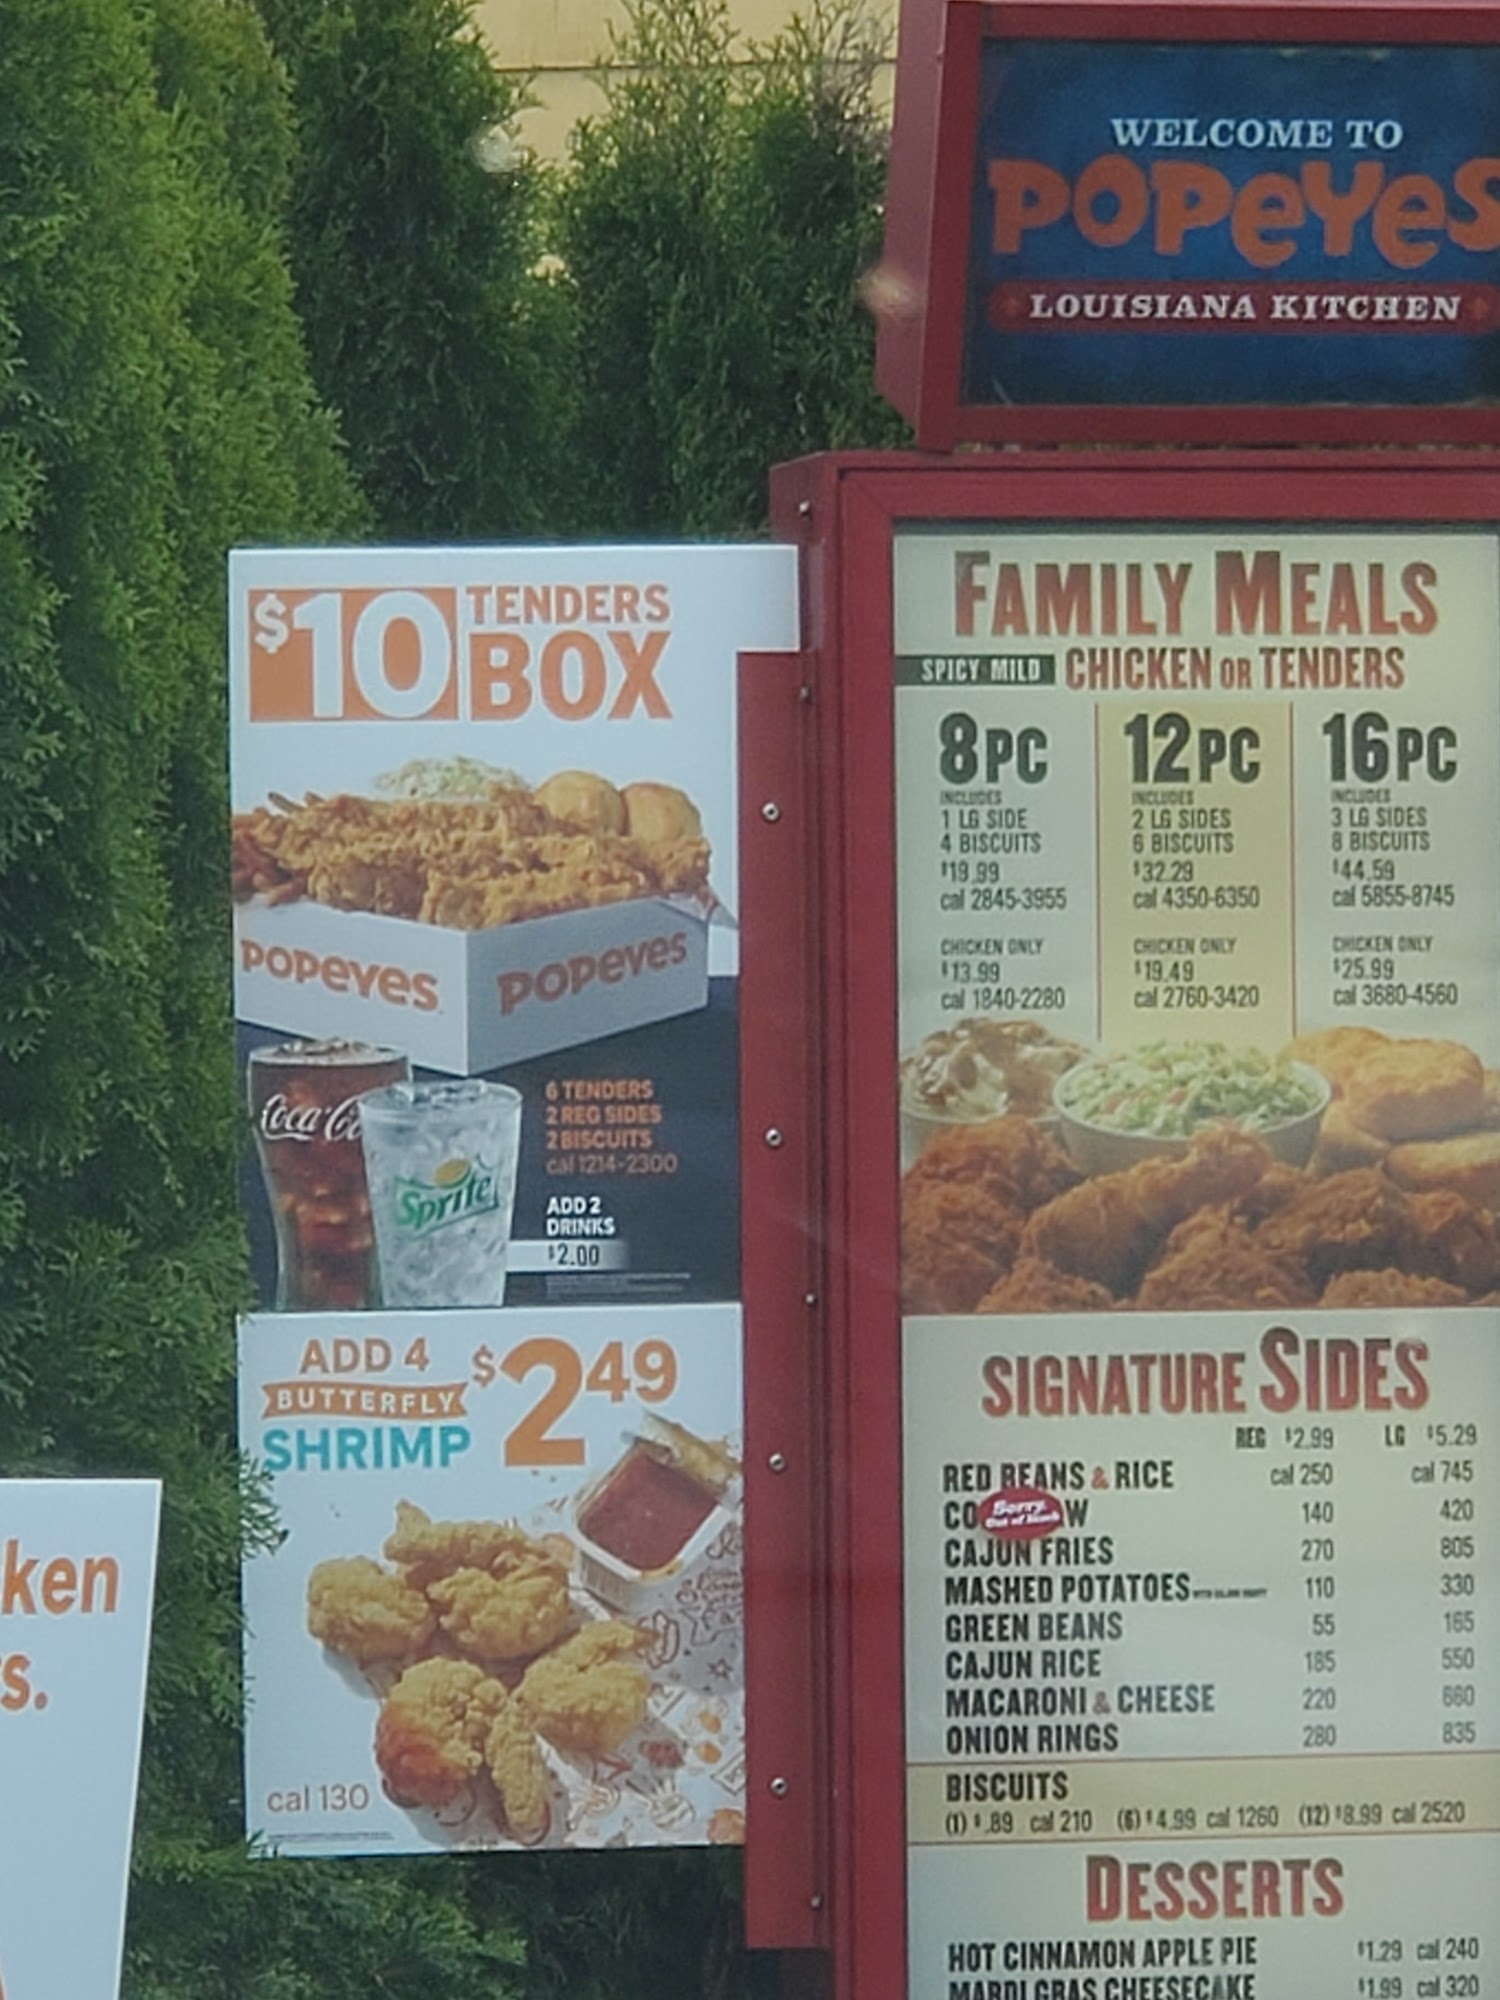 WELCOME TO
POPEYES
LOUISIANA KITCHEN
$10 TENDERS
BOX
POPEYES POPEYES
Coca-Co
Sprite
6 TENDERS
2 REG SIDES
2 BISCUITS
cal 1214-2300
ADD 2
DRINKS
$2.00
ADD 4
BUTTERFLY
SHRIMP
$2.49
cal 130
ken
s.
FAMILY MEALS
SPICY MILD CHICKEN OR TENDERS
8PC
INCLUDES
1 LG SIDE
4 BISCUITS
$19.99
cal 2845-3955
CHICKEN ONLY
$13.99
cal 1840-2280
12PC
INCLUDES
2 LG SIDES
6 BISCUITS
$32.29
cal 4350-6350
CHICKEN ONLY
$19.49
cal 2760-3420
16PC
INCLUDES
3 LG SIDES
8 BISCUITS
$44.59
cal 5855-8745
CHICKEN ONLY
$25.99
cal 3680-4560
SIGNATURE SIDES
REG $2.99 LG $5.29
RED BEANS & RICE cal 250 cal 745
CO Sorry. Out of Stock W 140 420
CAJUN FRIES 270 805
MASHED POTATOES 110 330
GREEN BEANS 55 165
CAJUN RICE 185 550
MACARONI & CHEESE 220 660
ONION RINGS 280 835
BISCUITS
(1) $.89 cal 210 (6) $4.99 cal 1260 (12) $8.99 cal 2520
DESSERTS
HOT CINNAMON APPLE PIE $1.29 cal 240
MARDI GRAS CHEESECAKE $1.99 cal 320